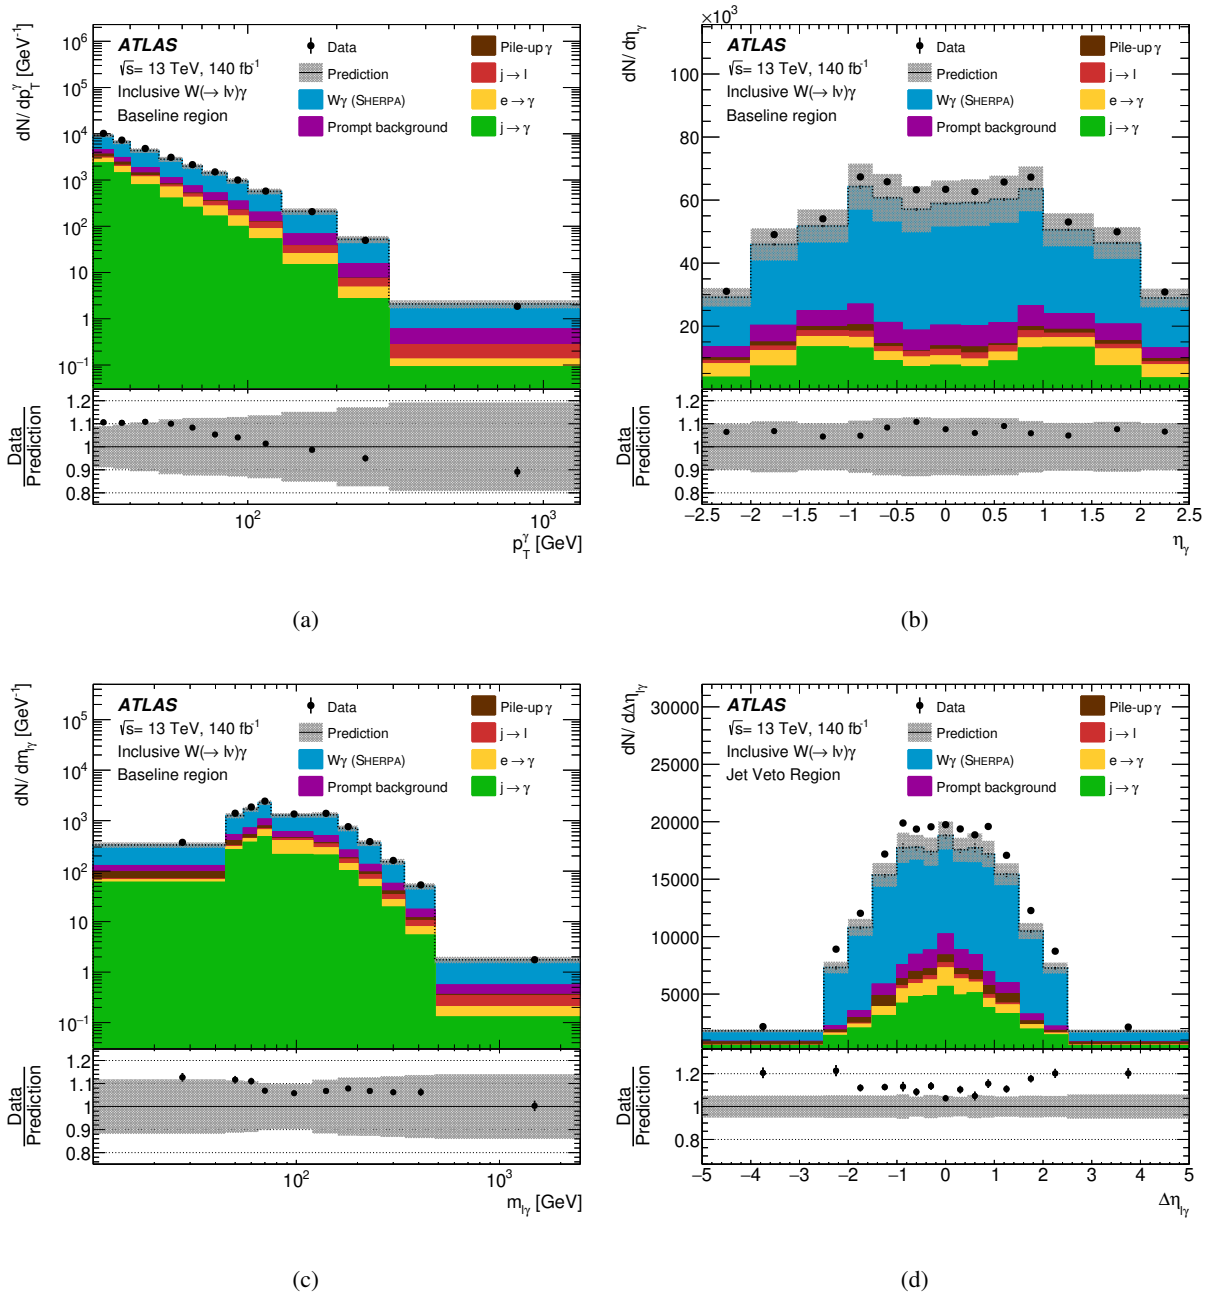 ATLAS
√s= 13 TeV, 140 fb⁻¹
Inclusive W(→ lν)γ
Baseline region
Data
Prediction
Wγ (SHERPA)
Prompt background
Pile-up γ
j → l
e → γ
j → γ
dN/ dp_T^γ [GeV⁻¹]
10⁶
10⁵
10⁴
10³
10²
10
1
10⁻¹
Data
Prediction
1.2
1.1
1
0.9
0.8
10² 10³
p_T^γ [GeV]
(a)
×10³
ATLAS
√s= 13 TeV, 140 fb⁻¹
Inclusive W(→ lν)γ
Baseline region
Data
Prediction
Wγ (SHERPA)
Prompt background
Pile-up γ
j → l
e → γ
j → γ
dN/ dη_γ
100
80
60
40
20
Data
Prediction
1.2
1.1
1
0.9
0.8
−2.5 −2 −1.5 −1 −0.5 0 0.5 1 1.5 2 2.5
η_γ
(b)
ATLAS
√s= 13 TeV, 140 fb⁻¹
Inclusive W(→ lν)γ
Baseline region
Data
Prediction
Wγ (SHERPA)
Prompt background
Pile-up γ
j → l
e → γ
j → γ
dN/ dm_lγ [GeV⁻¹]
10⁵
10⁴
10³
10²
10
1
10⁻¹
Data
Prediction
1.2
1.1
1
0.9
0.8
10² 10³
m_lγ [GeV]
(c)
ATLAS
√s= 13 TeV, 140 fb⁻¹
Inclusive W(→ lν)γ
Jet Veto Region
Data
Prediction
Wγ (SHERPA)
Prompt background
Pile-up γ
j → l
e → γ
j → γ
dN/ dΔη_lγ
30000
25000
20000
15000
10000
5000
Data
Prediction
1.2
1
0.8
−5 −4 −3 −2 −1 0 1 2 3 4 5
Δη_lγ
(d)